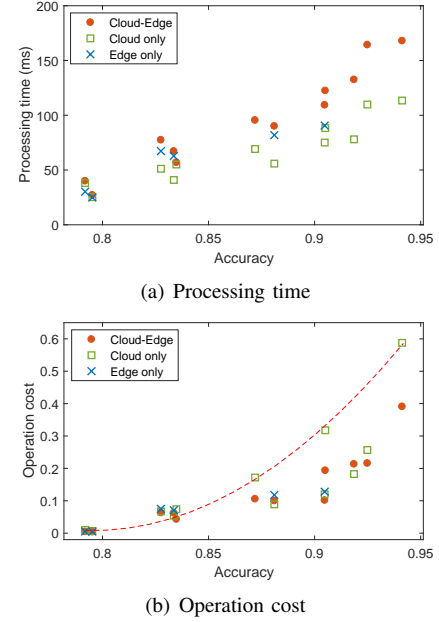 200
150
100
50
0
Processing time (ms)
Cloud-Edge
Cloud only
Edge only
0.8 0.85 0.9 0.95
Accuracy
(a) Processing time
0.6
0.5
0.4
0.3
0.2
0.1
0
Operation cost
Cloud-Edge
Cloud only
Edge only
0.8 0.85 0.9 0.95
Accuracy
(b) Operation cost